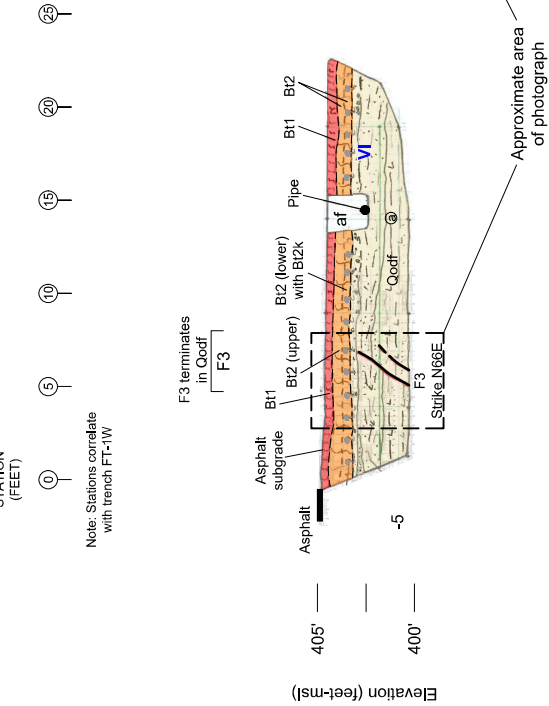 STATION
(FEET)
0
5
10
15
20
25
Note: Stations correlate
with trench FT-1W
F3 terminates
in Qodf
F3
Asphalt
Asphalt
subgrade
Bt1
Bt2 (upper)
Bt2 (lower)
with Bt2k
Pipe
Bt1
Bt2
af
VI
a
Qodf
F3
Strike N66E
-5
405'
400'
Elevation (feet-msl)
Approximate area
of photograph